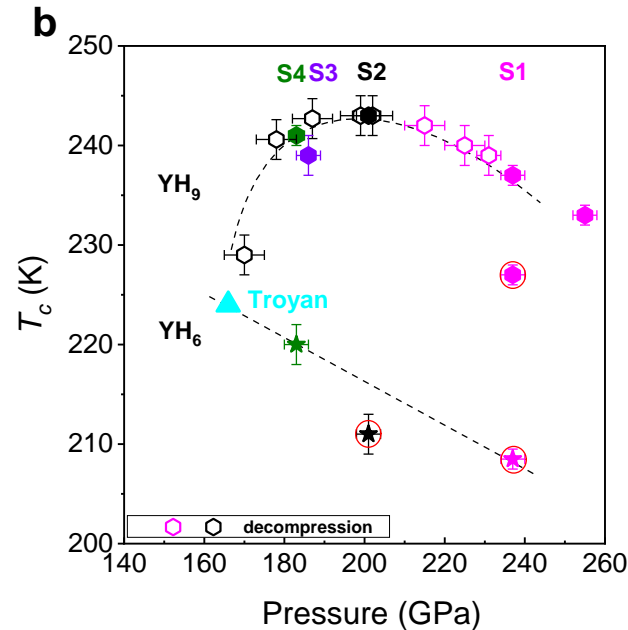 b
250
S4 S3 S2 S1
240
YH9
230
Troyan
220
YH6
210
decompression
200
140 160 180 200 220 240 260
Tc (K)
Pressure (GPa)